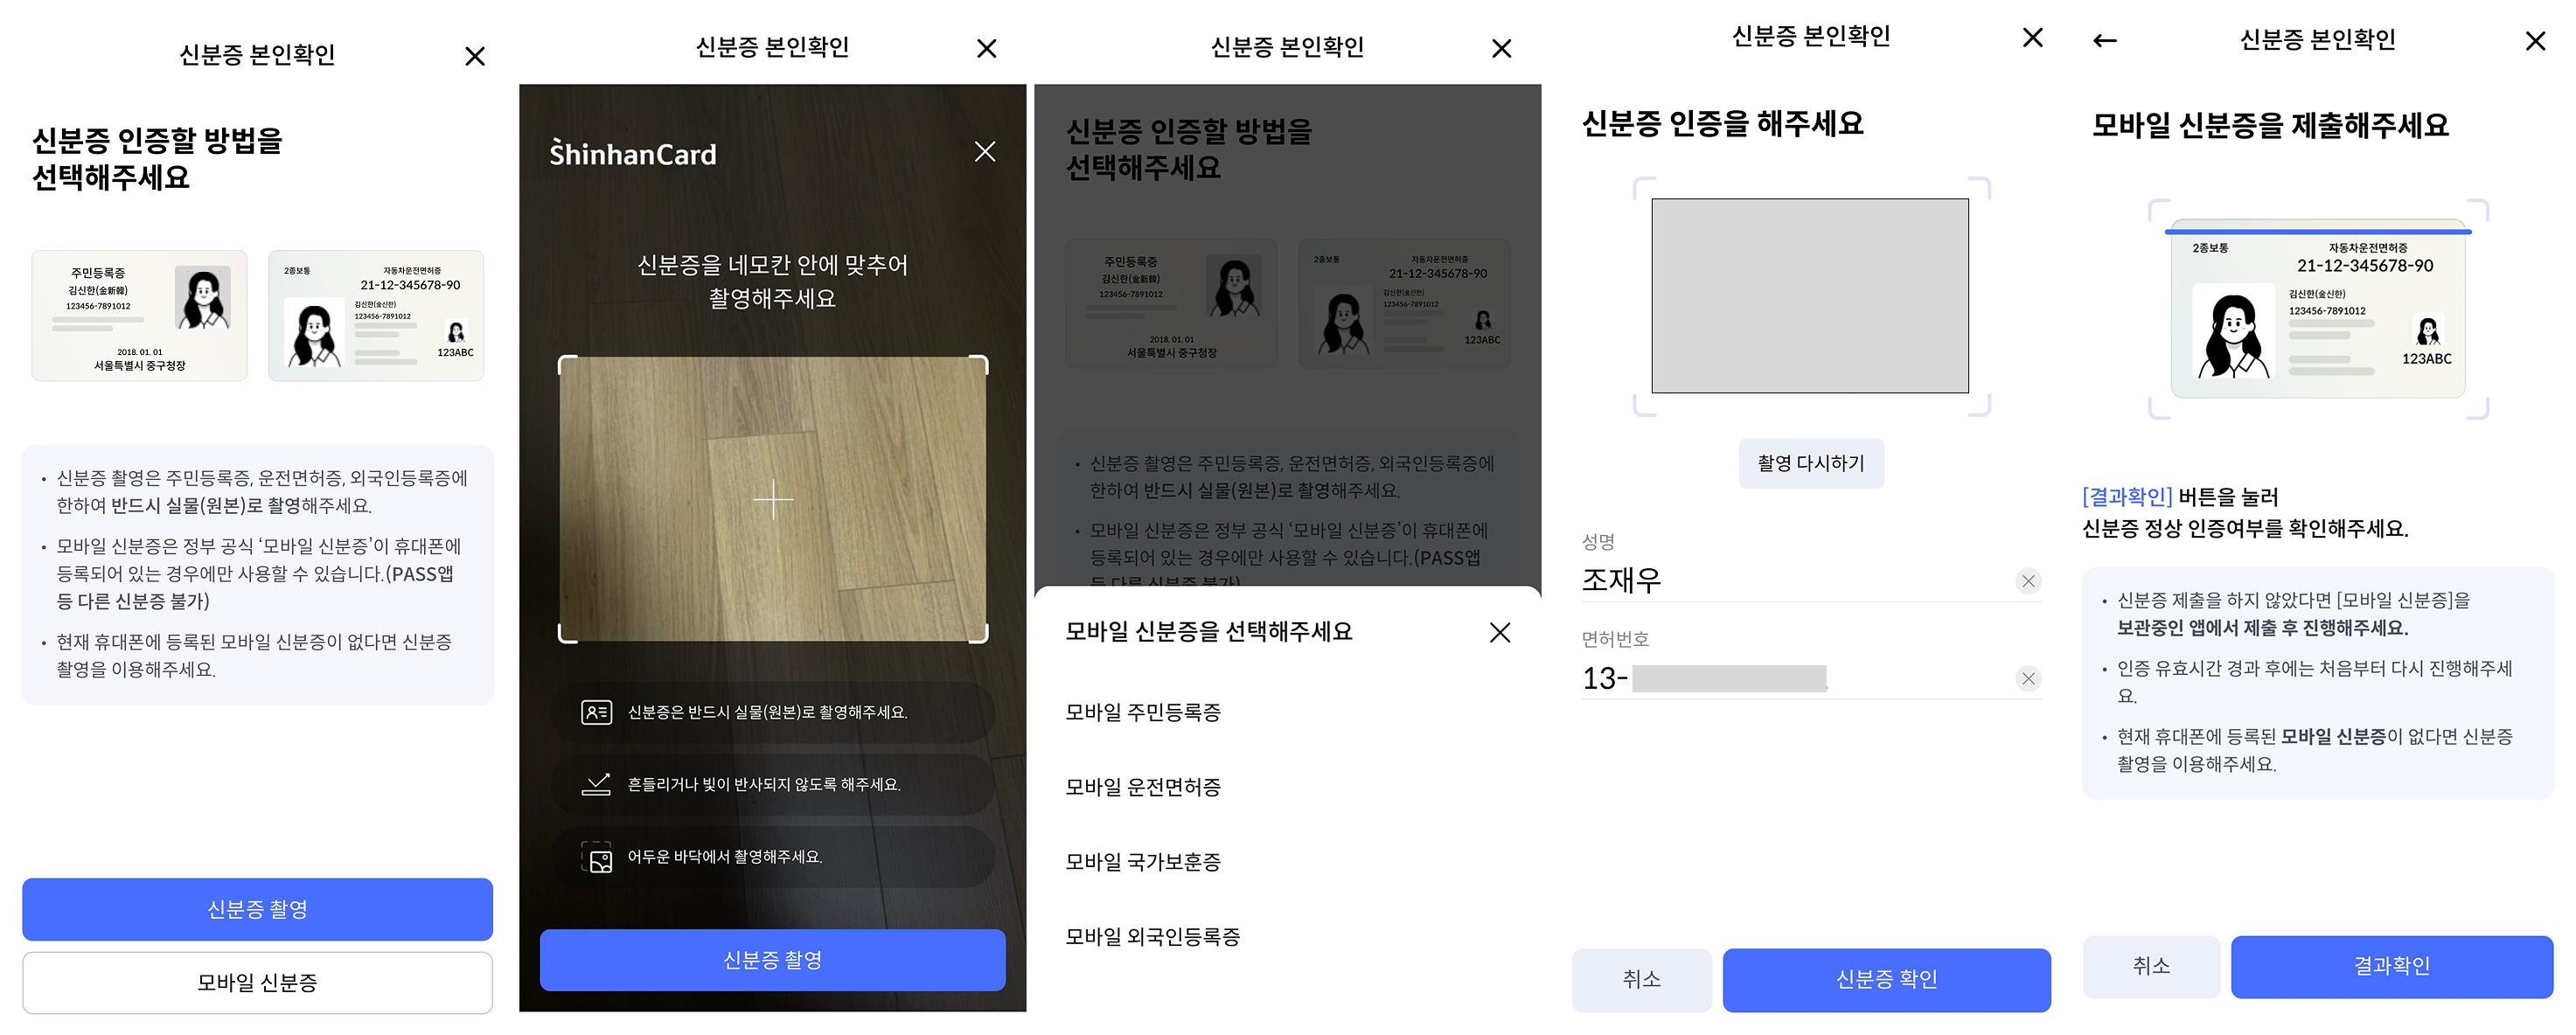 신분증 본인확인
신분증 인증할 방법을
선택해주세요
주민등록증
김신한(金新韓)
123456-7891012
2018. 01. 01
서울특별시 중구청장
2종보통
자동차운전면허증
21-12-345678-90
김신한(金신한)
123456-7891012
123ABC
• 신분증 촬영은 주민등록증, 운전면허증, 외국인등록증에
한하여 반드시 실물(원본)로 촬영해주세요.
• 모바일 신분증은 정부 공식 ‘모바일 신분증’이 휴대폰에
등록되어 있는 경우에만 사용할 수 있습니다.(PASS앱
등 다른 신분증 불가)
• 현재 휴대폰에 등록된 모바일 신분증이 없다면 신분증
촬영을 이용해주세요.
신분증 촬영
모바일 신분증
신분증 본인확인
ShinhanCard
신분증을 네모칸 안에 맞추어
촬영해주세요
신분증은 반드시 실물(원본)로 촬영해주세요.
흔들리거나 빛이 반사되지 않도록 해주세요.
어두운 바닥에서 촬영해주세요.
신분증 촬영
신분증 본인확인
신분증 인증할 방법을
선택해주세요
주민등록증
김신한(金新韓)
123456-7891012
2018. 01. 01
서울특별시 중구청장
2종보통
자동차운전면허증
21-12-345678-90
김신한(金신한)
123456-7891012
123ABC
• 신분증 촬영은 주민등록증, 운전면허증, 외국인등록증에
한하여 반드시 실물(원본)로 촬영해주세요.
• 모바일 신분증은 정부 공식 ‘모바일 신분증’이 휴대폰에
등록되어 있는 경우에만 사용할 수 있습니다.(PASS앱
등 다른 신분증 불가)
모바일 신분증을 선택해주세요
모바일 주민등록증
모바일 운전면허증
모바일 국가보훈증
모바일 외국인등록증
신분증 본인확인
신분증 인증을 해주세요
촬영 다시하기
성명
조재우
면허번호
13-
취소
신분증 확인
신분증 본인확인
모바일 신분증을 제출해주세요
2종보통
자동차운전면허증
21-12-345678-90
김신한(金신한)
123456-7891012
123ABC
[결과확인] 버튼을 눌러
신분증 정상 인증여부를 확인해주세요.
• 신분증 제출을 하지 않았다면 [모바일 신분증]을
보관중인 앱에서 제출 후 진행해주세요.
• 인증 유효시간 경과 후에는 처음부터 다시 진행해주세
요.
• 현재 휴대폰에 등록된 모바일 신분증이 없다면 신분증
촬영을 이용해주세요.
취소
결과확인